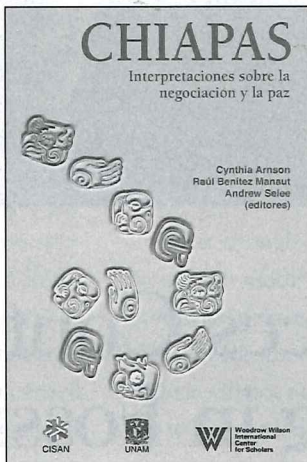 CHIAPAS
Interpretaciones sobre la
negociación y la paz
Cynthia Arnson
Raúl Benítez Manaut
Andrew Selee
(editores)
CISAN
UNAM
W
Woodrow Wilson
International
Center
for Scholars